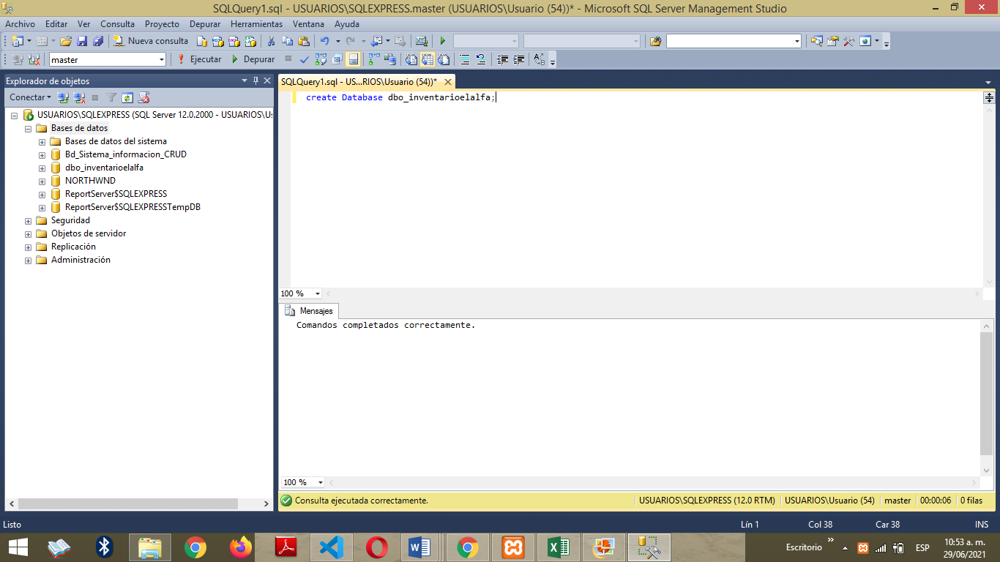 SQLQuery1.sql - USUARIOS\SQLEXPRESS.master (USUARIOS\Usuario (54))* - Microsoft SQL Server Management Studio
Archivo Editar Ver Consulta Proyecto Depurar Herramientas Ventana Ayuda
Nueva consulta
master Ejecutar Depurar
Explorador de objetos
SQLQuery1.sql - US...RIOS\Usuario (54))*
Conectar
create Database dbo_inventarioelalfa;
USUARIOS\SQLEXPRESS (SQL Server 12.0.2000 - USUARIOS\Us
Bases de datos
Bases de datos del sistema
Bd_Sistema_informacion_CRUD
dbo_inventarioelalfa
NORTHWND
ReportServer$SQLEXPRESS
ReportServer$SQLEXPRESSTempDB
Seguridad
Objetos de servidor
Replicación
Administración
100 %
Mensajes
Comandos completados correctamente.
100 %
Consulta ejecutada correctamente. USUARIOS\SQLEXPRESS (12.0 RTM) USUARIOS\Usuario (54) master 00:00:06 0 filas
Listo Lín 1 Col 38 Car 38 INS
Escritorio ESP 10:53 a. m.
29/06/2021